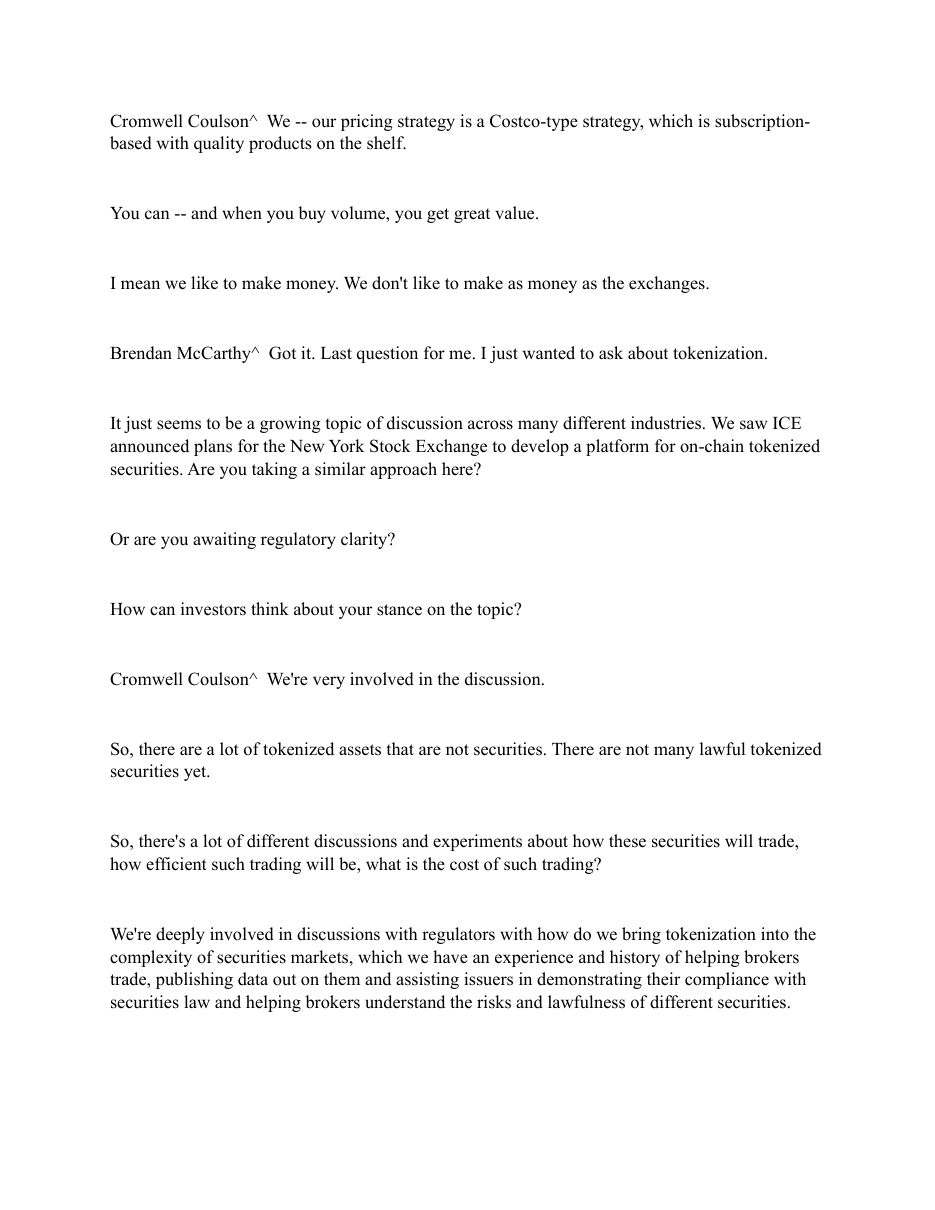 Cromwell Coulson^  We -- our pricing strategy is a Costco-type strategy, which is subscription-
based with quality products on the shelf.
You can -- and when you buy volume, you get great value.
I mean we like to make money. We don't like to make as money as the exchanges.
Brendan McCarthy^  Got it. Last question for me. I just wanted to ask about tokenization.
It just seems to be a growing topic of discussion across many different industries. We saw ICE
announced plans for the New York Stock Exchange to develop a platform for on-chain tokenized
securities. Are you taking a similar approach here?
Or are you awaiting regulatory clarity?
How can investors think about your stance on the topic?
Cromwell Coulson^  We're very involved in the discussion.
So, there are a lot of tokenized assets that are not securities. There are not many lawful tokenized
securities yet.
So, there's a lot of different discussions and experiments about how these securities will trade,
how efficient such trading will be, what is the cost of such trading?
We're deeply involved in discussions with regulators with how do we bring tokenization into the
complexity of securities markets, which we have an experience and history of helping brokers
trade, publishing data out on them and assisting issuers in demonstrating their compliance with
securities law and helping brokers understand the risks and lawfulness of different securities.